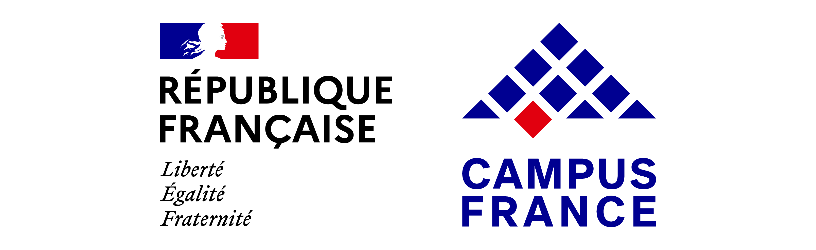 RÉPUBLIQUE
FRANÇAISE
Liberté
Égalité
Fraternité
CAMPUS
FRANCE